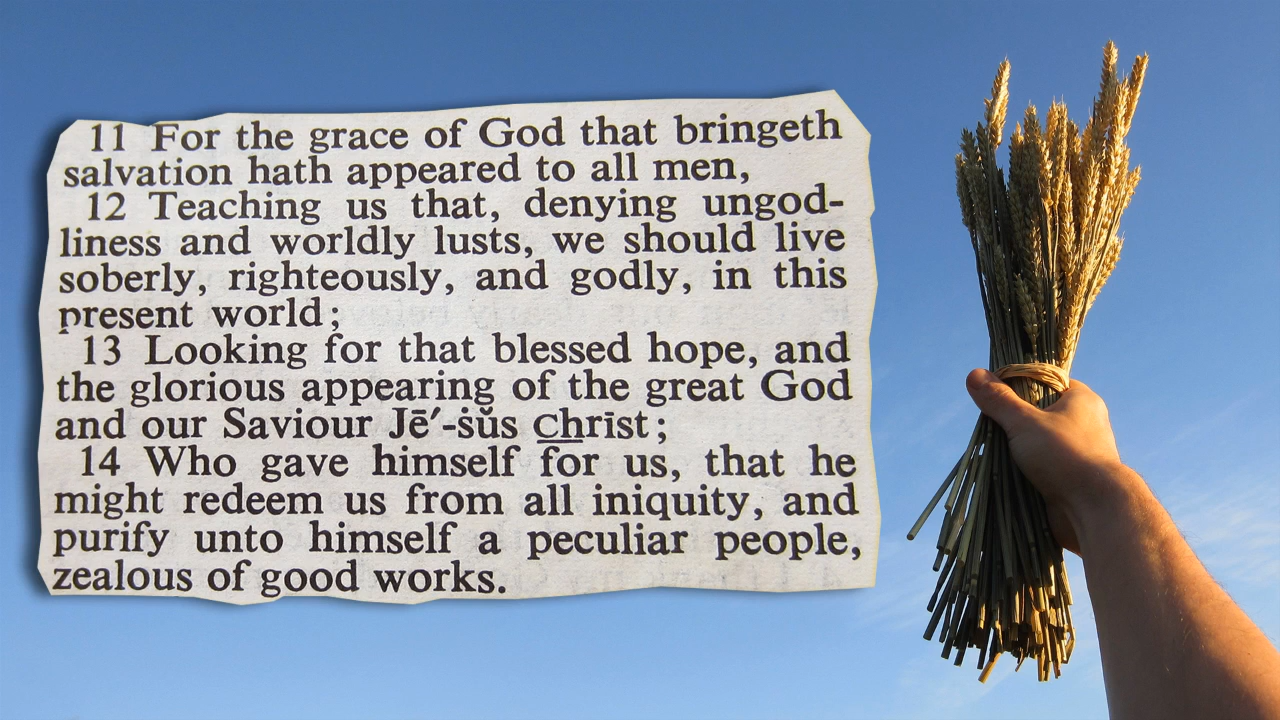 11 For the grace of God that bringeth
salvation hath appeared to all men,
12 Teaching us that, denying ungod-
liness and worldly lusts, we should live
soberly, righteously, and godly, in this
present world;
13 Looking for that blessed hope, and
the glorious appearing of the great God
and our Saviour Jē′-ṡŭs C͟hrīst;
14 Who gave himself for us, that he
might redeem us from all iniquity, and
purify unto himself a peculiar people,
zealous of good works.